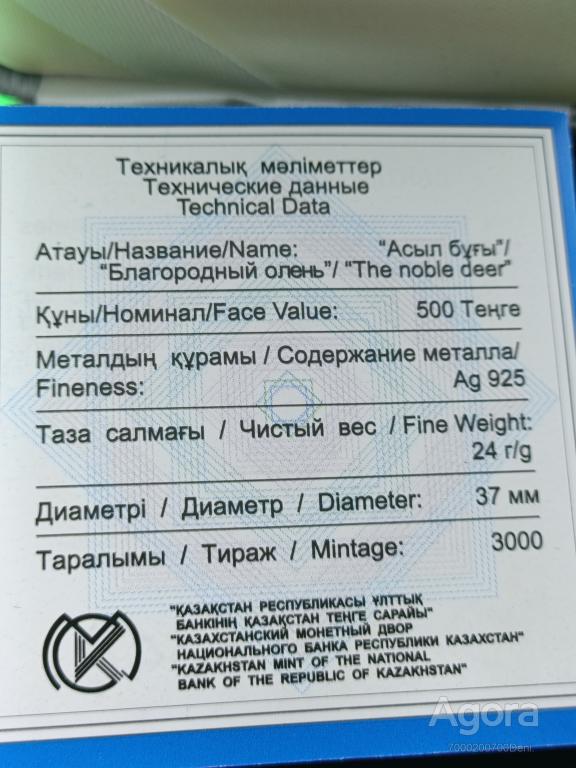 Техникалық мәліметтер
Технические данные
Technical Data
Атауы/Название/Name: "Асыл бұғы"/
"Благородный олень"/ "The noble deer"
Құны/Номинал/Face Value: 500 Теңге
Металдың құрамы / Содержание металла/
Fineness: Ag 925
Таза салмағы / Чистый вес / Fine Weight:
24 г/g
Диаметрі / Диаметр / Diameter: 37 мм
Таралымы / Тираж / Mintage: 3000
"ҚАЗАҚСТАН РЕСПУБЛИКАСЫ ҰЛТТЫҚ
БАНКІНІҢ ҚАЗАҚСТАН ТЕҢГЕ САРАЙЫ"
"КАЗАХСТАНСКИЙ МОНЕТНЫЙ ДВОР
НАЦИОНАЛЬНОГО БАНКА РЕСПУБЛИКИ КАЗАХСТАН"
"KAZAKHSTAN MINT OF THE NATIONAL
BANK OF THE REPUBLIC OF KAZAKHSTAN"
Agora
7000200700Deni.